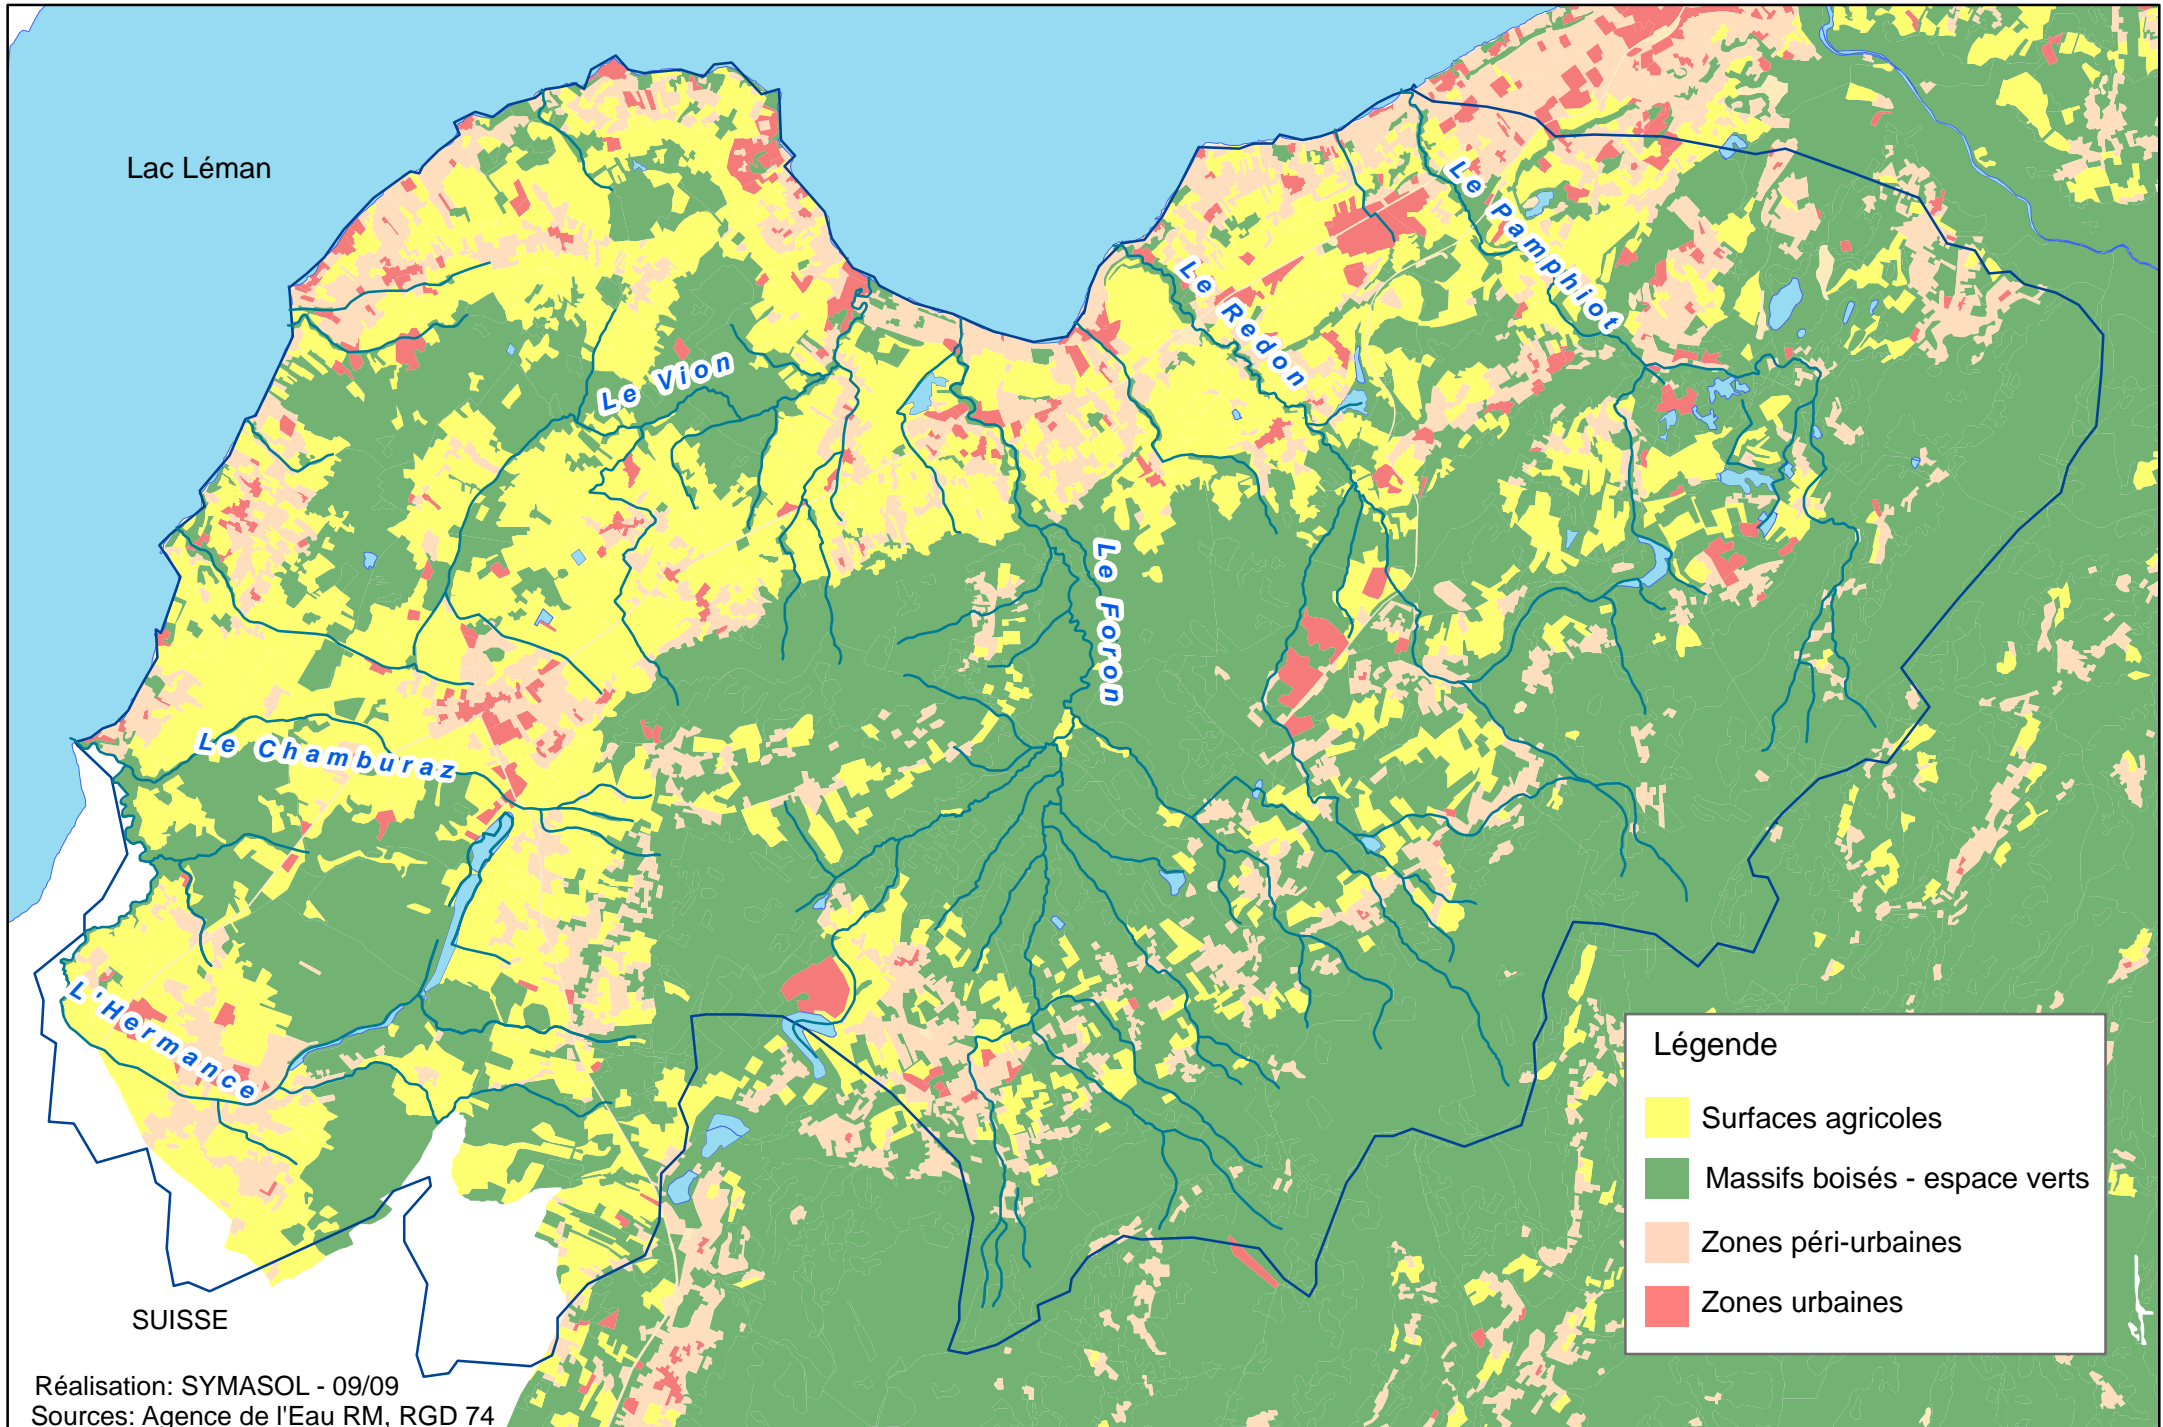 Lac Léman
Le Pamphiot
Le Redon
Le Vion
Le Foron
Le Chamburaz
L'Hermance
Légende
Surfaces agricoles
Massifs boisés - espace verts
Zones péri-urbaines
Zones urbaines
SUISSE
Réalisation: SYMASOL - 09/09
Sources: Agence de l'Eau RM, RGD 74